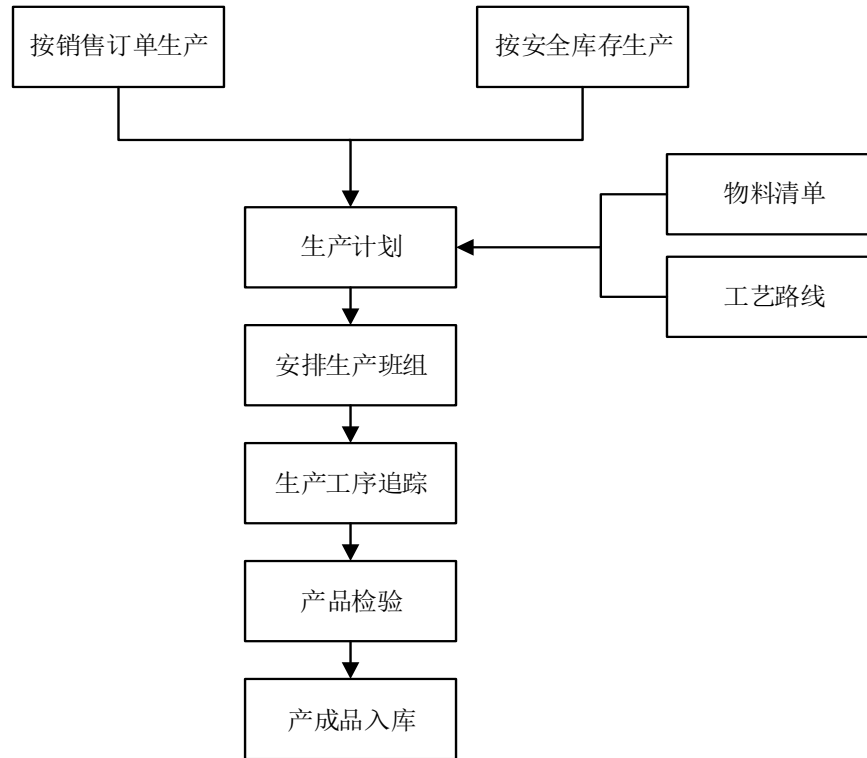 按销售订单生产
按安全库存生产
物料清单
生产计划
工艺路线
安排生产班组
生产工序追踪
产品检验
产成品入库